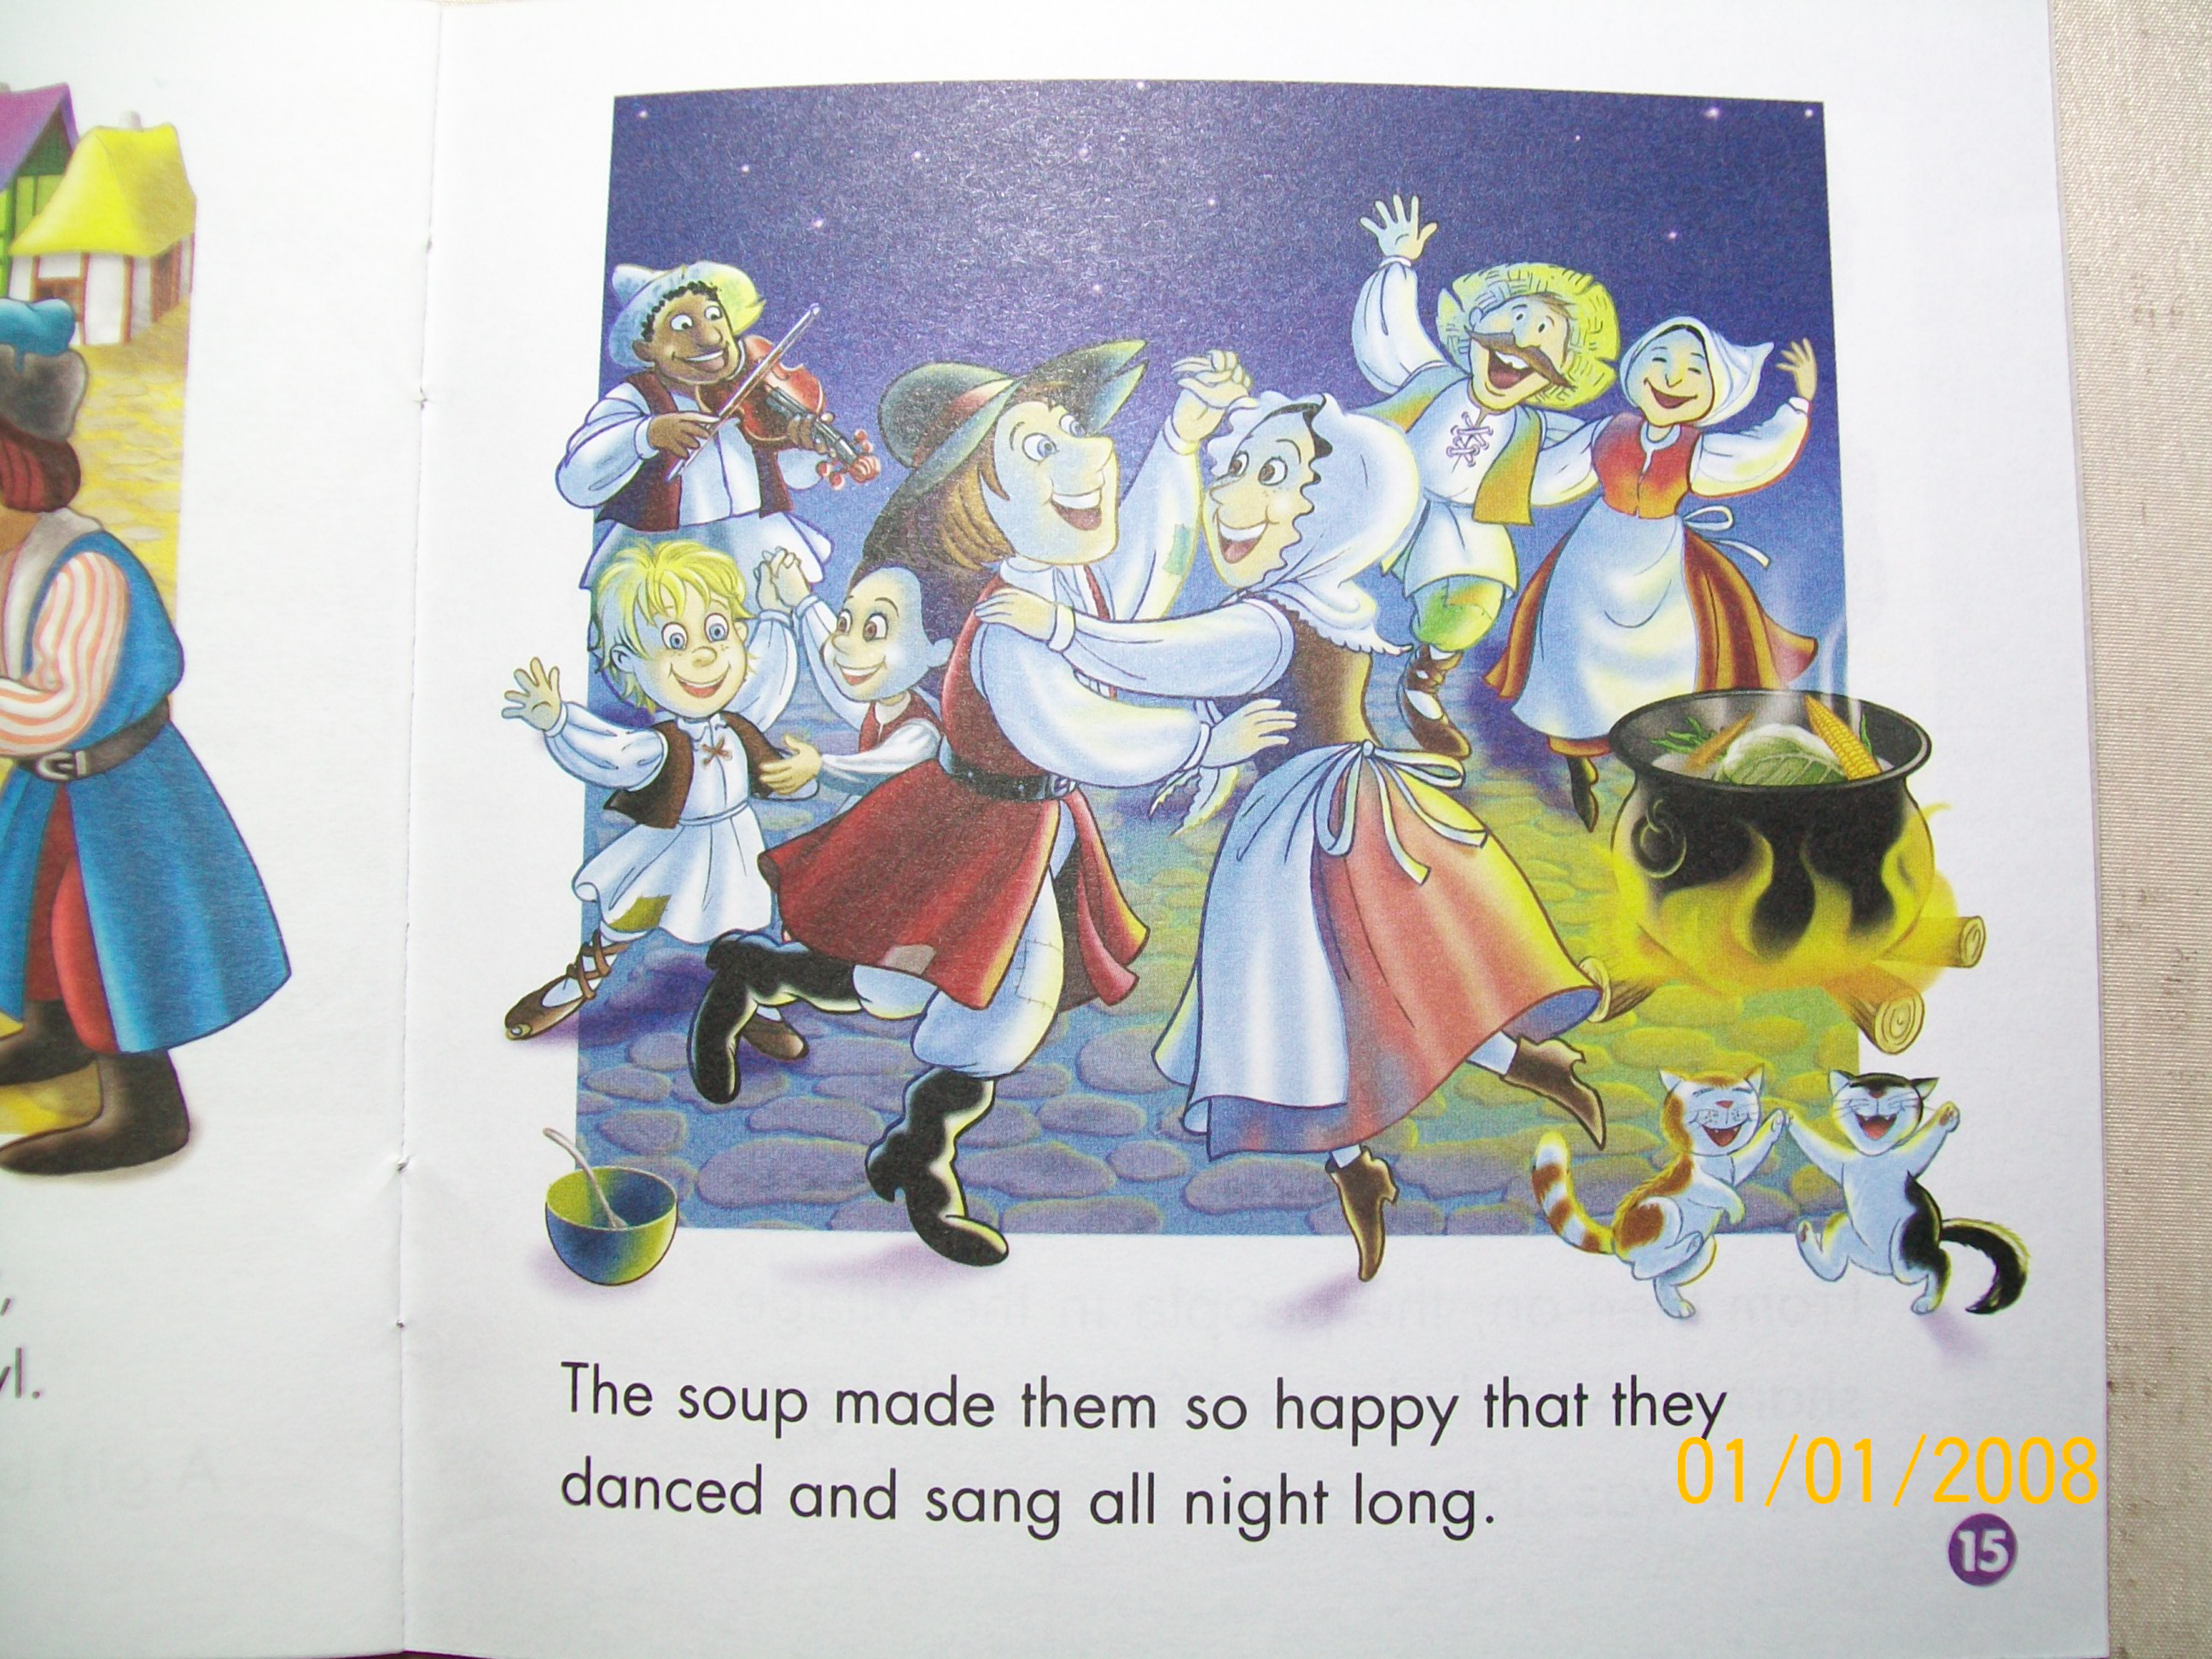 The soup made them so happy that they
danced and sang all night long.
01/01/2008
15